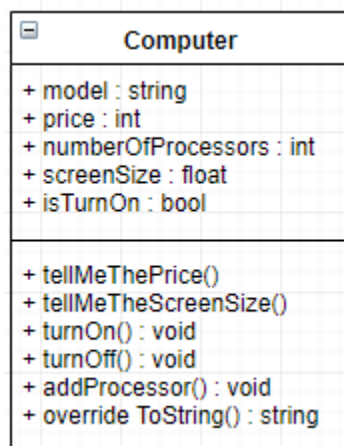 Computer
+ model : string
+ price : int
+ numberOfProcessors : int
+ screenSize : float
+ isTurnOn : bool
+ tellMeThePrice()
+ tellMeTheScreenSize()
+ turnOn() : void
+ turnOff() : void
+ addProcessor() : void
+ override ToString() : string